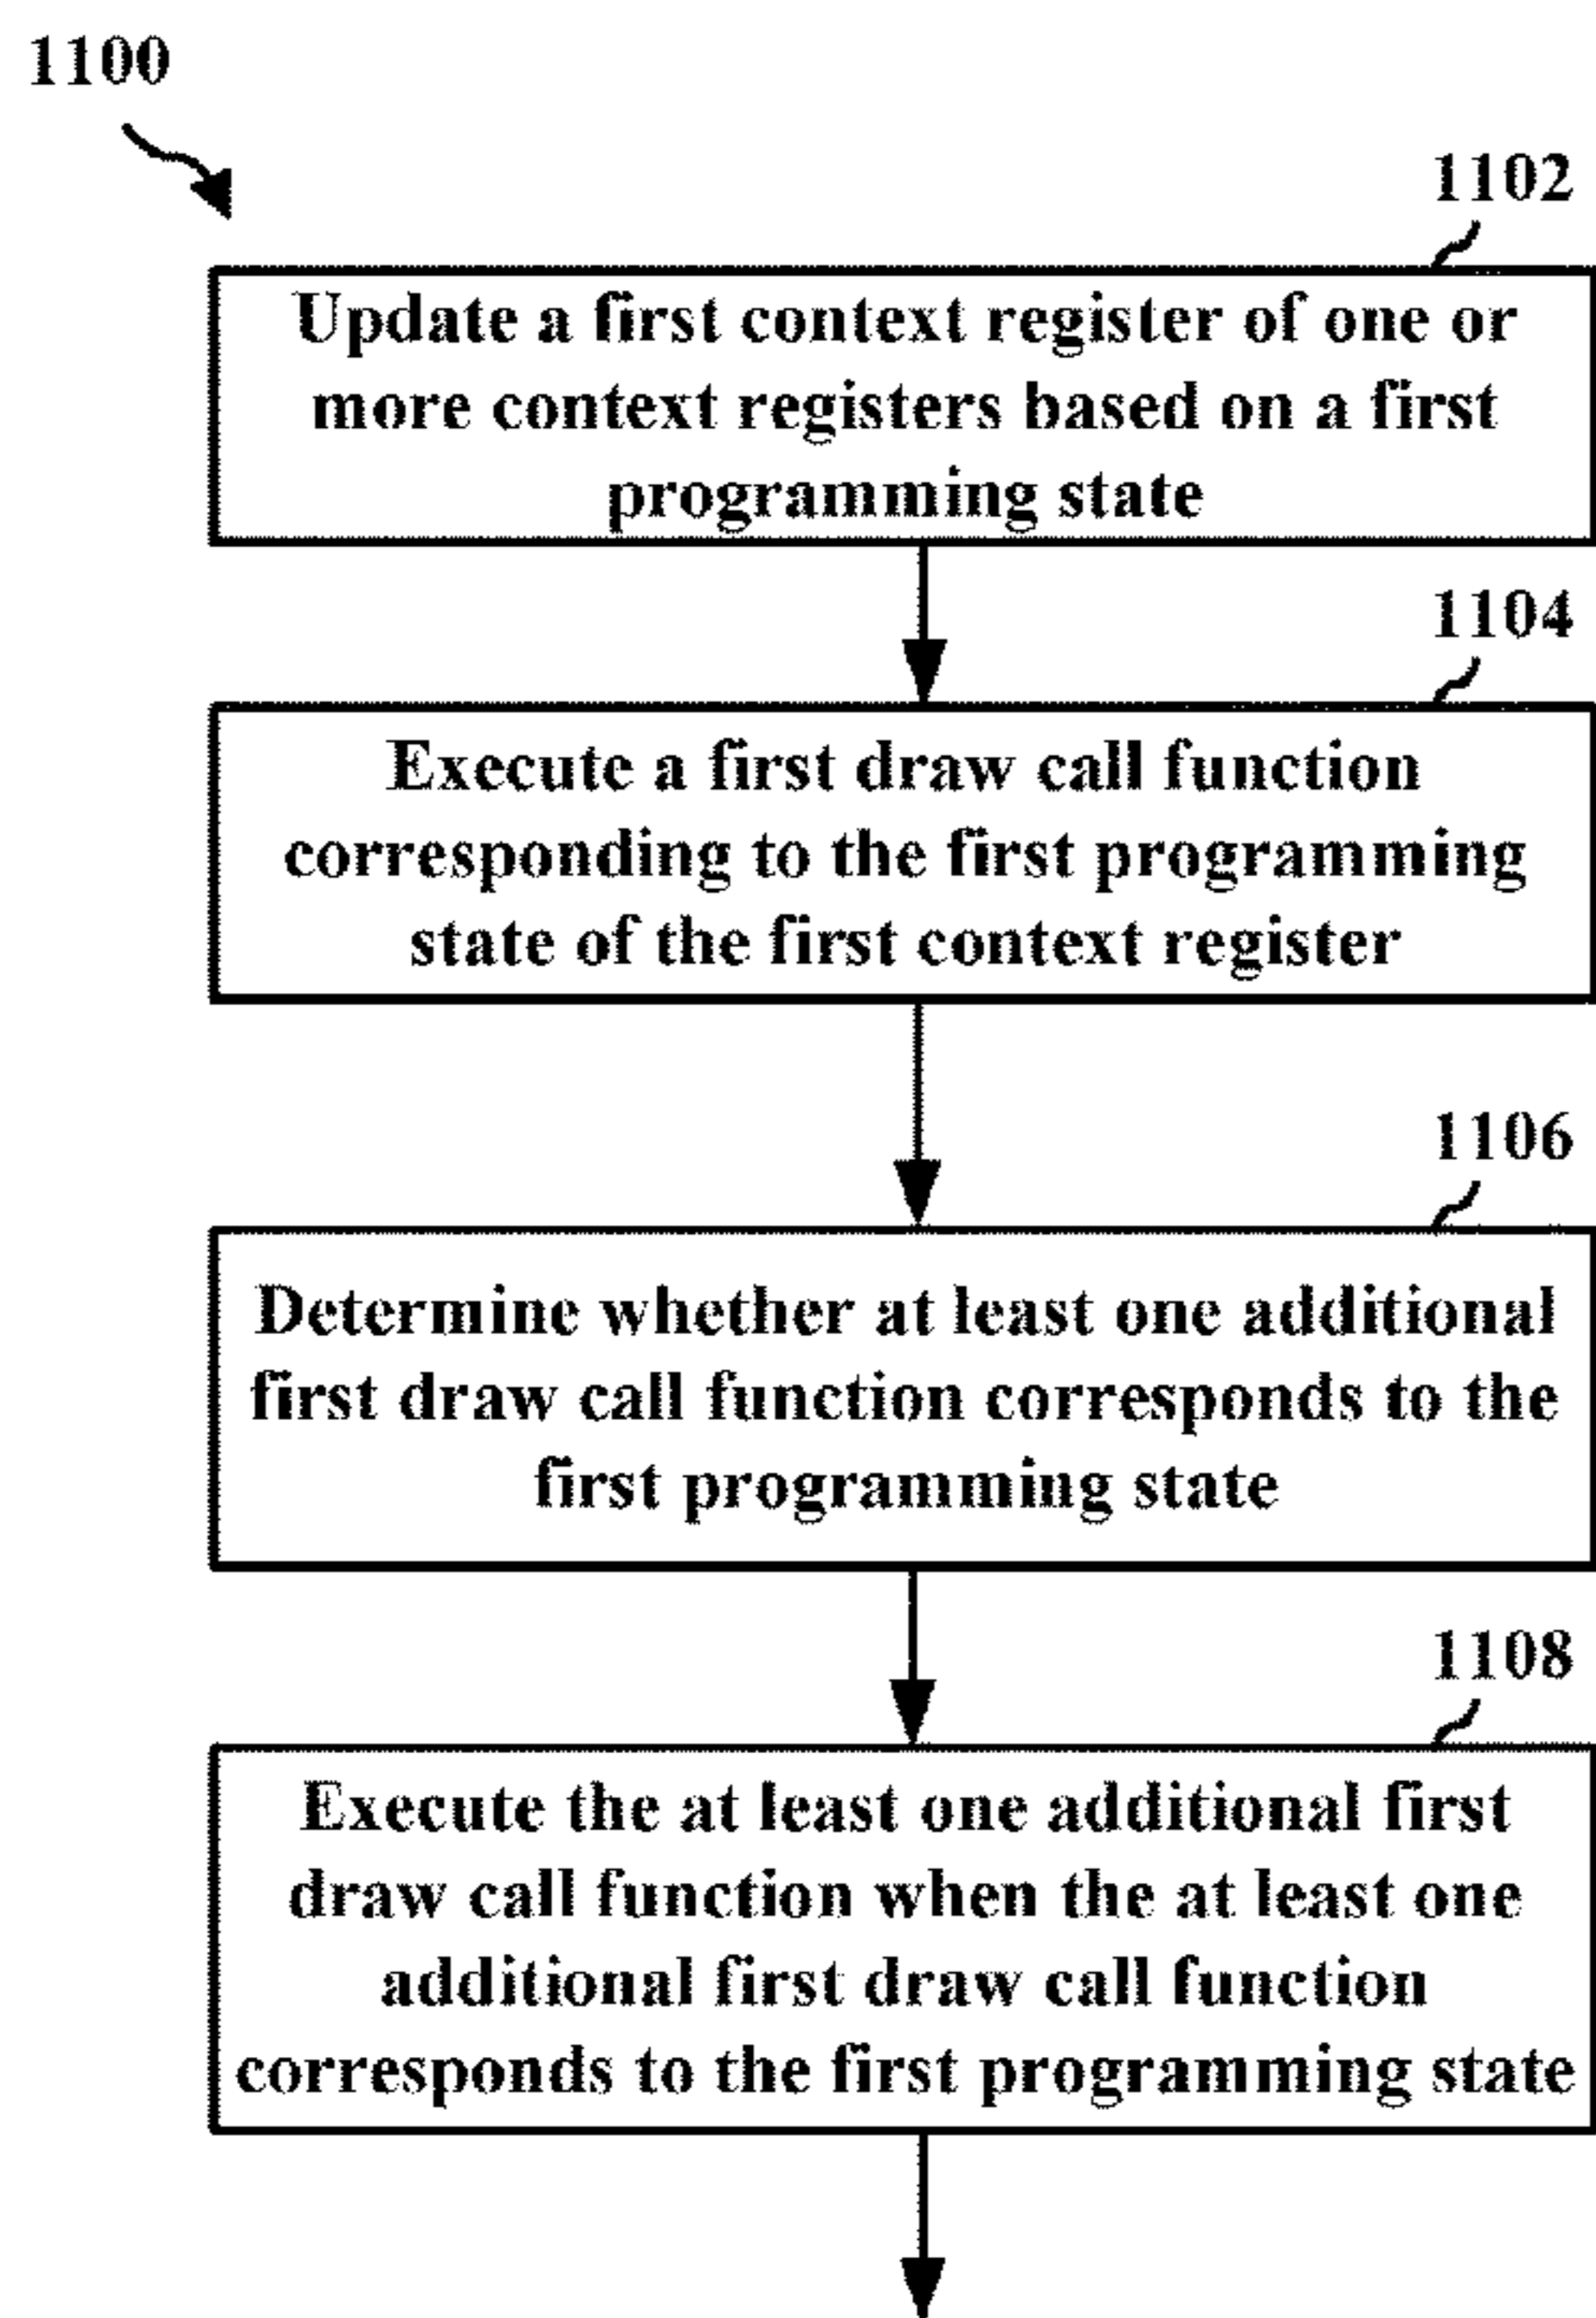 1100
1102
Update a first context register of one or
more context registers based on a first
programming state
1104
Execute a first draw call function
corresponding to the first programming
state of the first context register
1106
Determine whether at least one additional
first draw call function corresponds to the
first programming state
1108
Execute the at least one additional first
draw call function when the at least one
additional first draw call function
corresponds to the first programming state